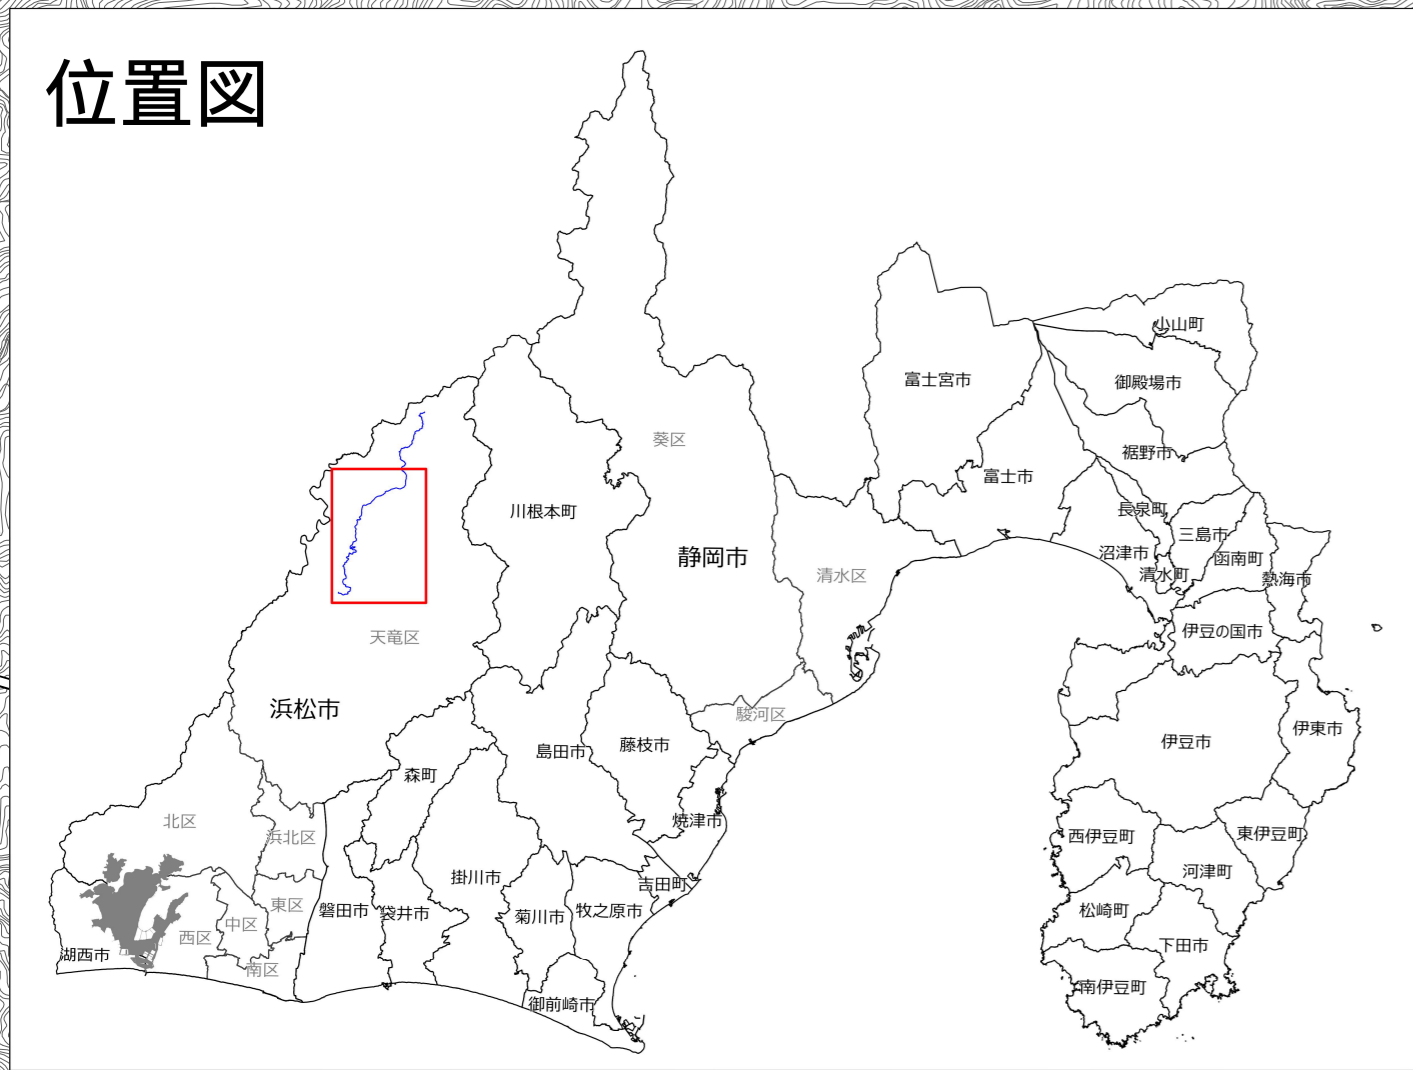 位置図
小山町
富士宮市
御殿場市
葵区
裾野市
富士市
川根本町
長泉町
三島市
静岡市
沼津市
函南町
清水区
清水町
熱海市
天竜区
伊豆の国市
浜松市
駿河区
伊東市
島田市
藤枝市
伊豆市
森町
北区
焼津市
浜北区
西伊豆町
東伊豆町
掛川市
河津町
吉田町
東区
磐田市
袋井市
菊川市
牧之原市
松崎町
中区
西区
下田市
湖西市
南区
南伊豆町
御前崎市